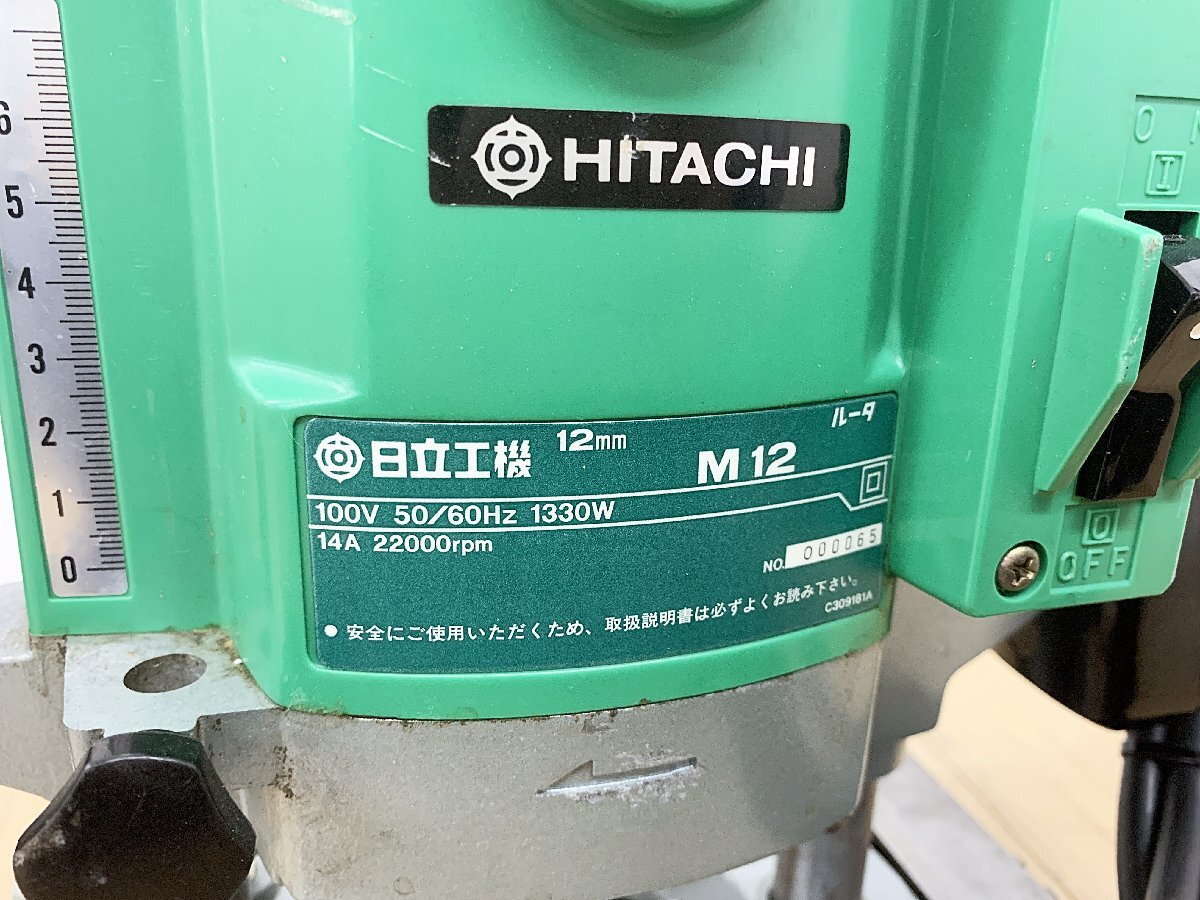 6
5
4
3
2
1
0
HITACHI
O
I
日立工機 12mm M12 ルータ
100V 50/60Hz 1330W
14A 22000rpm
NO. 000065
● 安全にご使用いただくため、取扱説明書は必ずよくお読み下さい。
C309181A
O
OFF